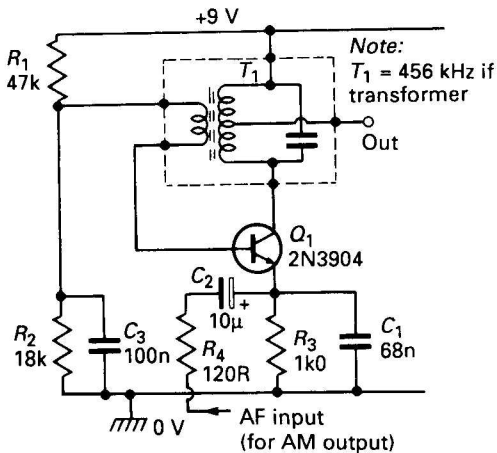 +9 V
R1
47k
T1
Note:
T1 = 456 kHz if
transformer
Out
Q1
2N3904
C2
10μ
+
R2
18k
C3
100n
R4
120R
R3
1k0
C1
68n
0 V
AF input
(for AM output)